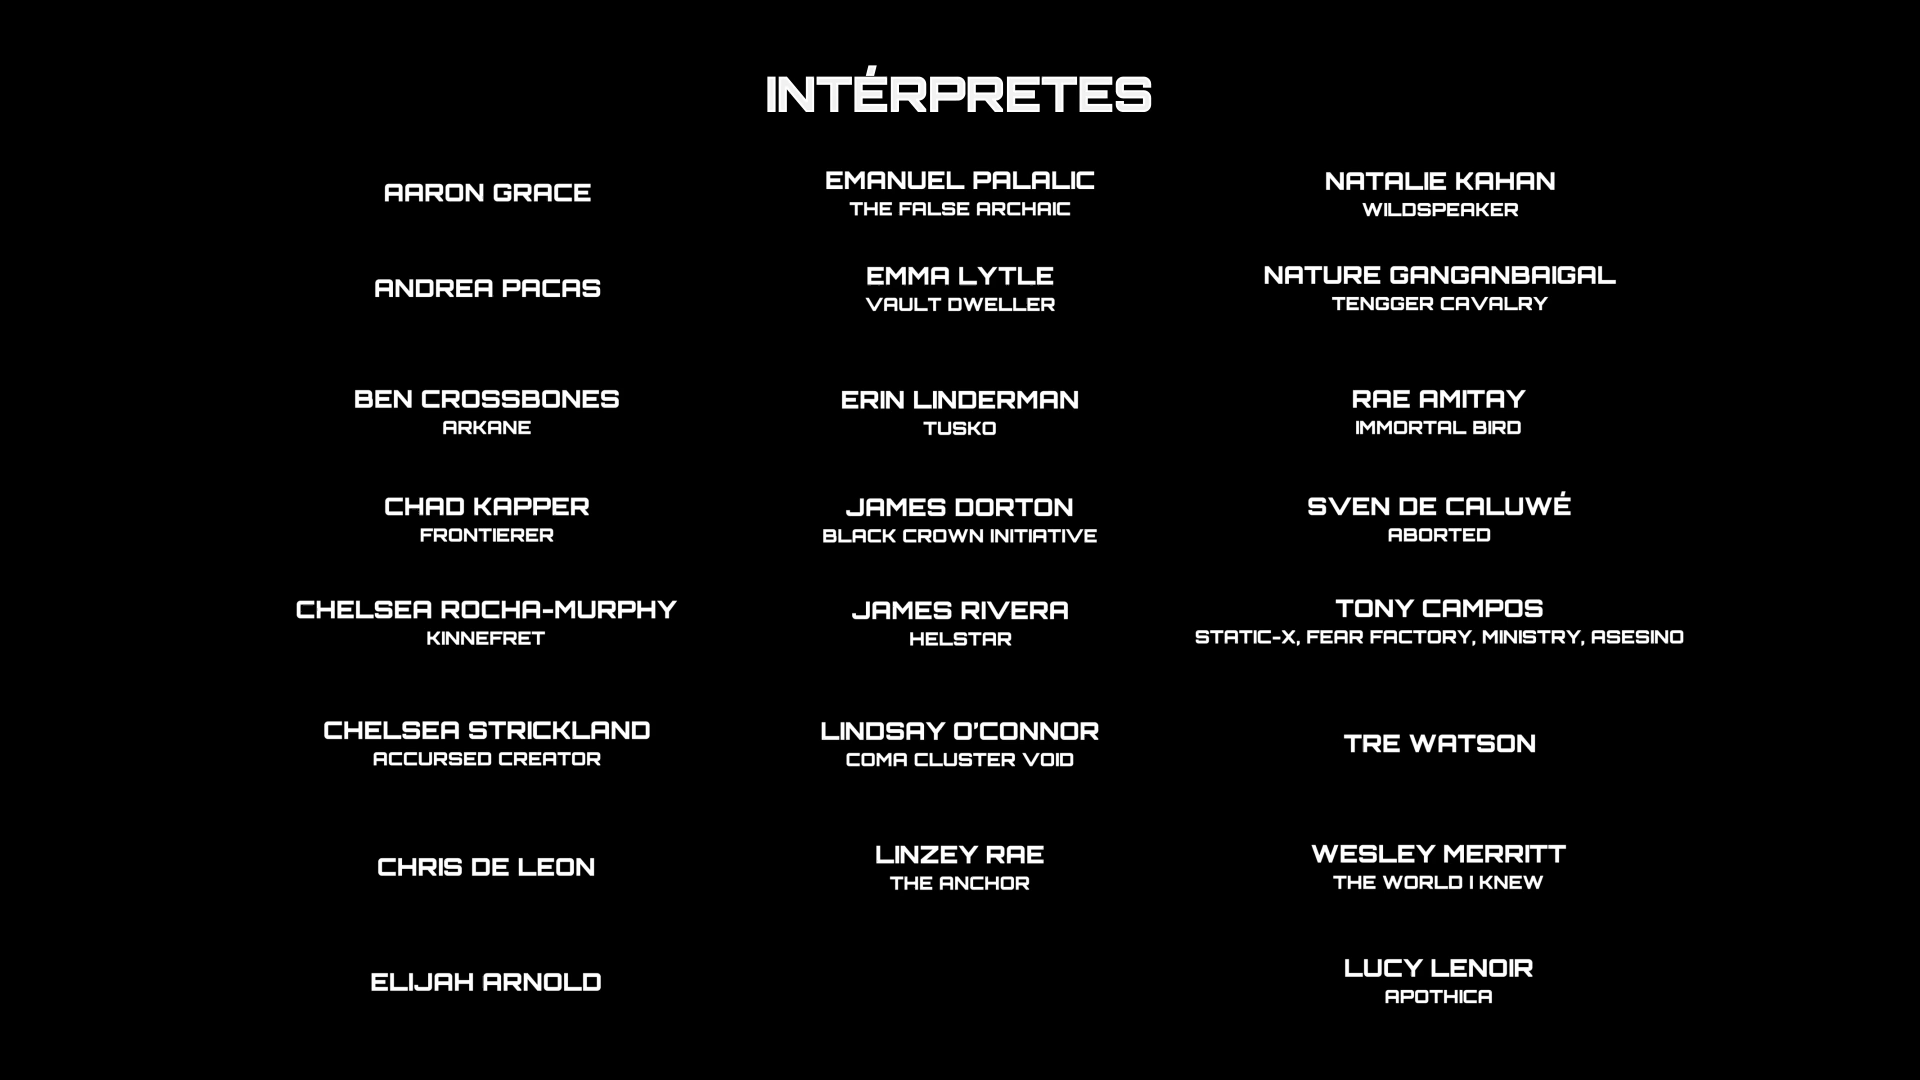 INTÉRPRETES
AARON GRACE
ANDREA PACAS
BEN CROSSBONES
ARKANE
CHAD KAPPER
FRONTIERER
CHELSEA ROCHA-MURPHY
KINNEFRET
CHELSEA STRICKLAND
ACCURSED CREATOR
CHRIS DE LEON
ELIJAH ARNOLD
EMANUEL PALALIC
THE FALSE ARCHAIC
EMMA LYTLE
VAULT DWELLER
ERIN LINDERMAN
TUSKO
JAMES DORTON
BLACK CROWN INITIATIVE
JAMES RIVERA
HELSTAR
LINDSAY O'CONNOR
COMA CLUSTER VOID
LINZEY RAE
THE ANCHOR
NATALIE KAHAN
WILDSPEAKER
NATURE GANGANBAIGAL
TENGGER CAVALRY
RAE AMITAY
IMMORTAL BIRD
SVEN DE CALUWÉ
ABORTED
TONY CAMPOS
STATIC-X, FEAR FACTORY, MINISTRY, ASESINO
TRE WATSON
WESLEY MERRITT
THE WORLD I KNEW
LUCY LENOIR
APOTHICA